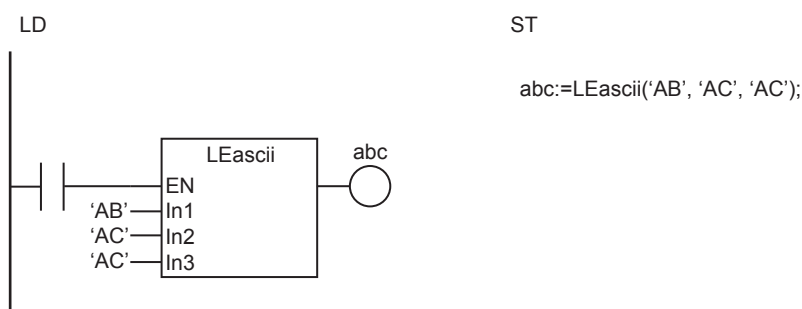 LD
ST
abc:=LEascii(‘AB’, ‘AC’, ‘AC’);
LEascii
abc
EN
‘AB’ In1
‘AC’ In2
‘AC’ In3